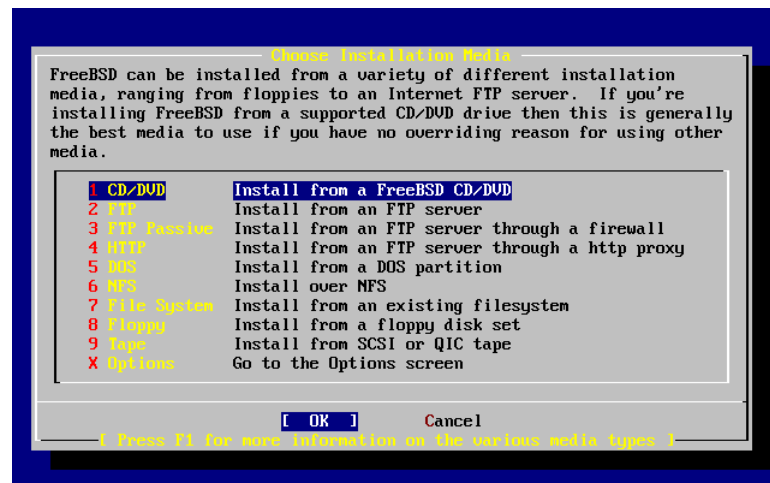 Choose Installation Media
FreeBSD can be installed from a variety of different installation
media, ranging from floppies to an Internet FTP server.  If you're
installing FreeBSD from a supported CD/DVD drive then this is generally
the best media to use if you have no overriding reason for using other
media.
1 CD/DVD Install from a FreeBSD CD/DVD
2 FTP Install from an FTP server
3 FTP Passive Install from an FTP server through a firewall
4 HTTP Install from an FTP server through a http proxy
5 DOS Install from a DOS partition
6 NFS Install over NFS
7 File System Install from an existing filesystem
8 Floppy Install from a floppy disk set
9 Tape Install from SCSI or QIC tape
X Options Go to the Options screen
[ OK ] Cancel
[ Press F1 for more information on the various media types ]